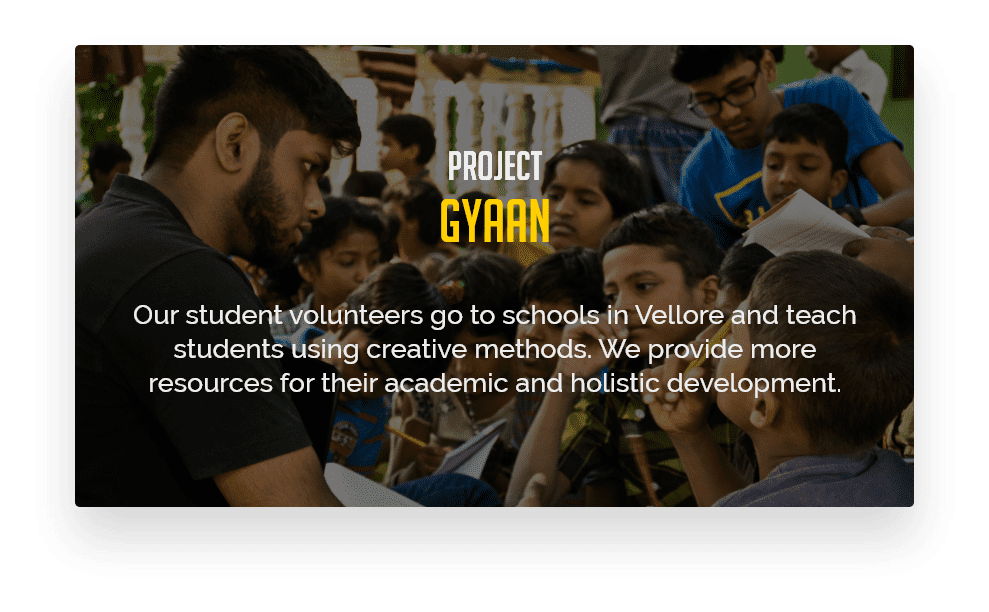 PROJECT
GYAAN
Our student volunteers go to schools in Vellore and teach
students using creative methods. We provide more
resources for their academic and holistic development.